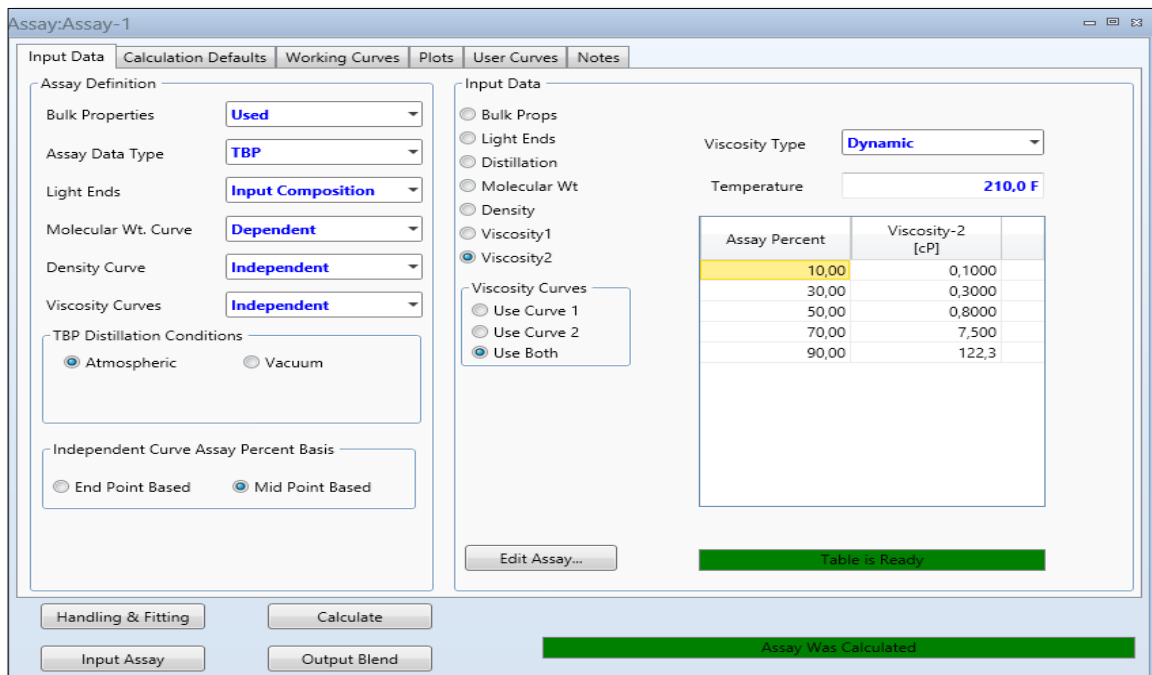 Assay:Assay-1
Input Data Calculation Defaults Working Curves Plots User Curves Notes
Assay Definition
Bulk Properties Used
Assay Data Type TBP
Light Ends Input Composition
Molecular Wt. Curve Dependent
Density Curve Independent
Viscosity Curves Independent
TBP Distillation Conditions
Atmospheric Vacuum
Independent Curve Assay Percent Basis
End Point Based Mid Point Based
Input Data
Bulk Props
Light Ends
Distillation
Molecular Wt
Density
Viscosity1
Viscosity2
Viscosity Curves
Use Curve 1
Use Curve 2
Use Both
Viscosity Type Dynamic
Temperature 210,0 F
Assay Percent Viscosity-2 [cP]
10,00 0,1000
30,00 0,3000
50,00 0,8000
70,00 7,500
90,00 122,3
Edit Assay... Table is Ready
Handling & Fitting Calculate
Input Assay Output Blend
Assay Was Calculated